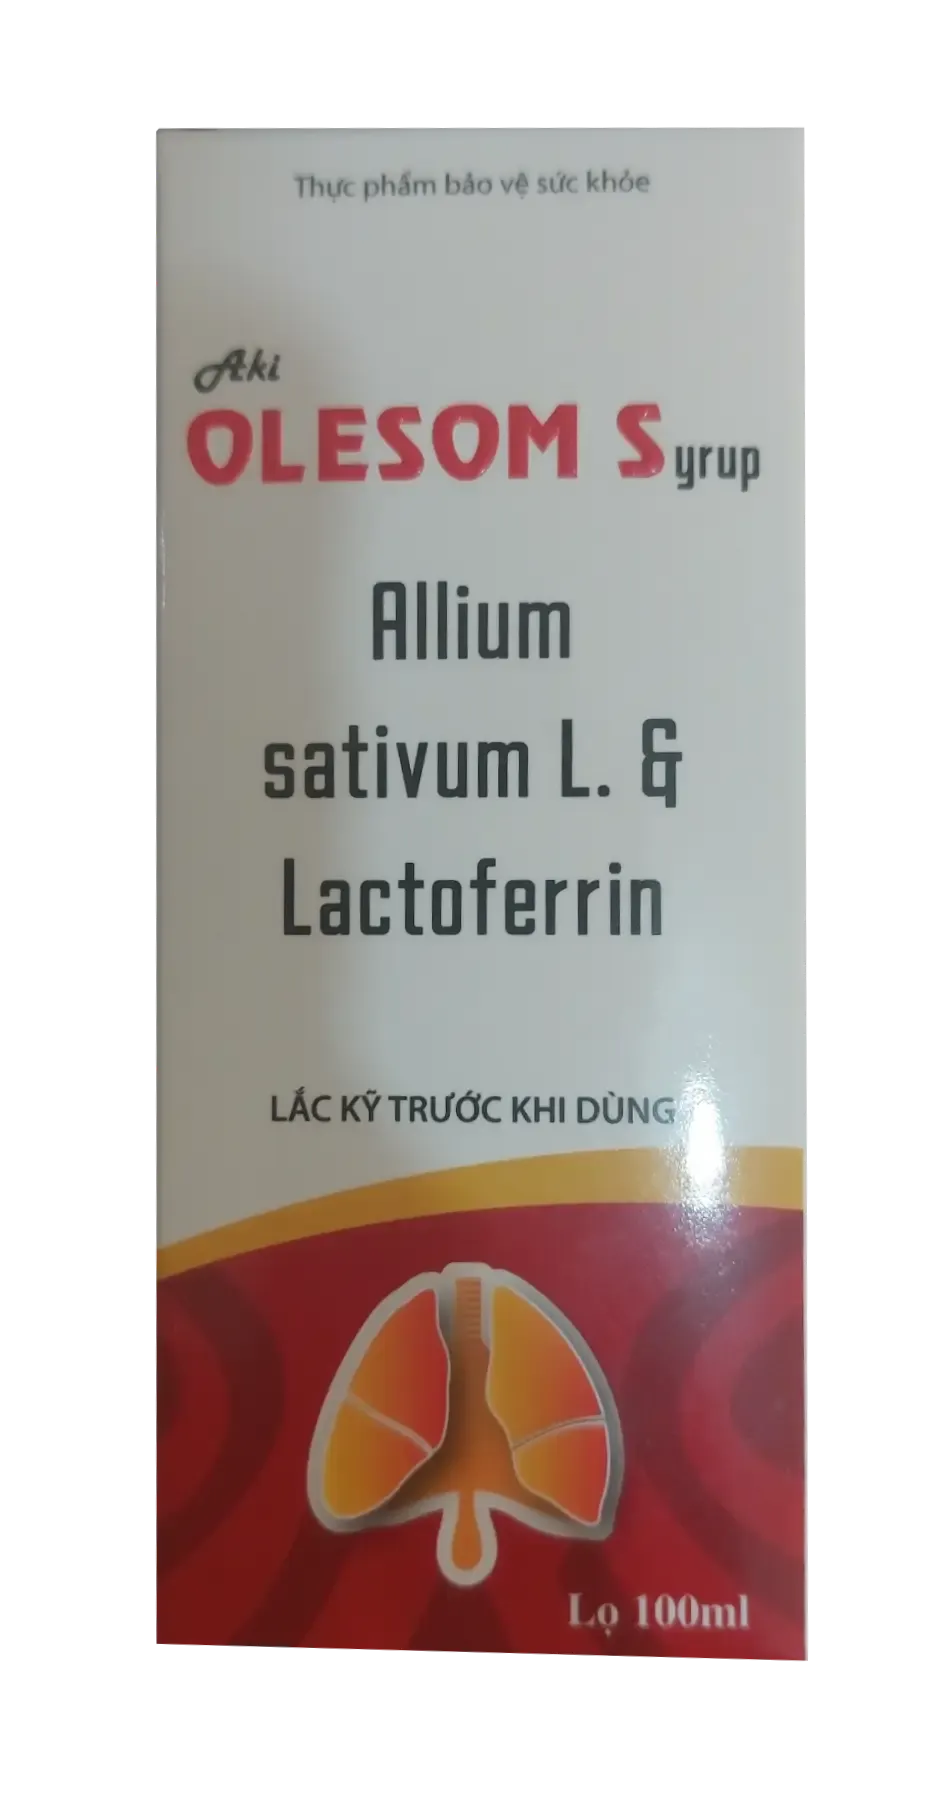 Thực phẩm bảo vệ sức khỏe
Aki
OLESOM Syrup
Allium
sativum L. &
Lactoferrin
LẮC KỸ TRƯỚC KHI DÙNG
Lọ 100ml